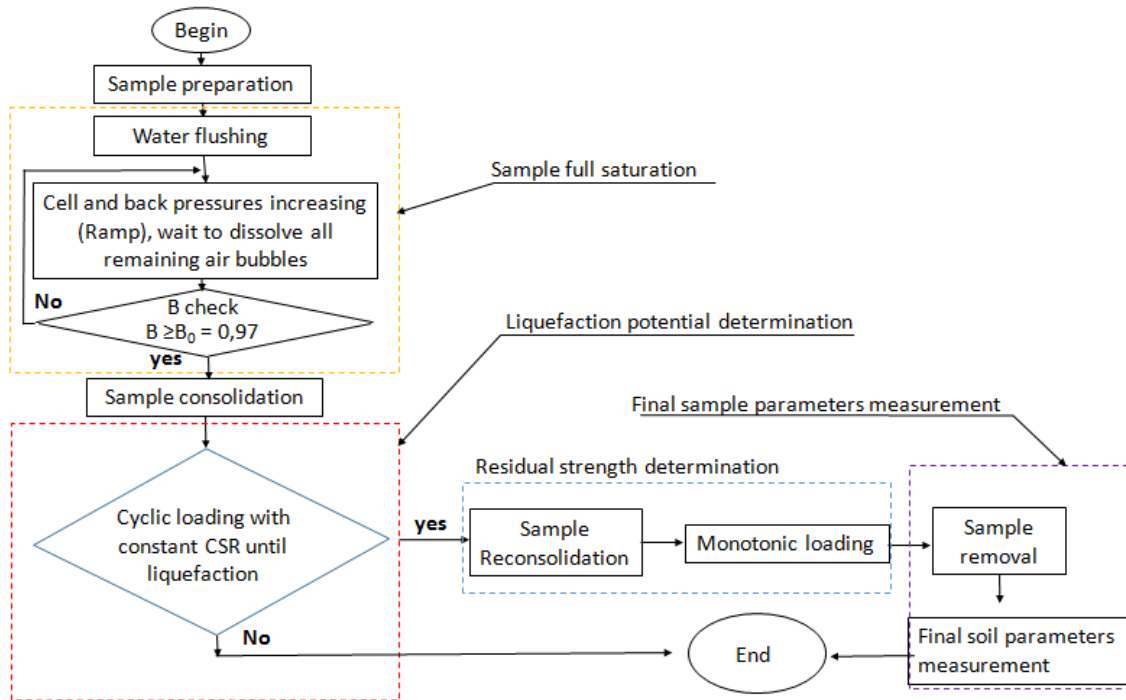 Begin
Sample preparation
Water flushing
Sample full saturation
Cell and back pressures increasing
(Ramp), wait to dissolve all
remaining air bubbles
No
B check
B ≥B₀ = 0,97
yes
Liquefaction potential determination
Sample consolidation
Final sample parameters measurement
Residual strength determination
Cyclic loading with
constant CSR until
liquefaction
yes
Sample
Reconsolidation
Monotonic loading
Sample
removal
No
End
Final soil parameters
measurement